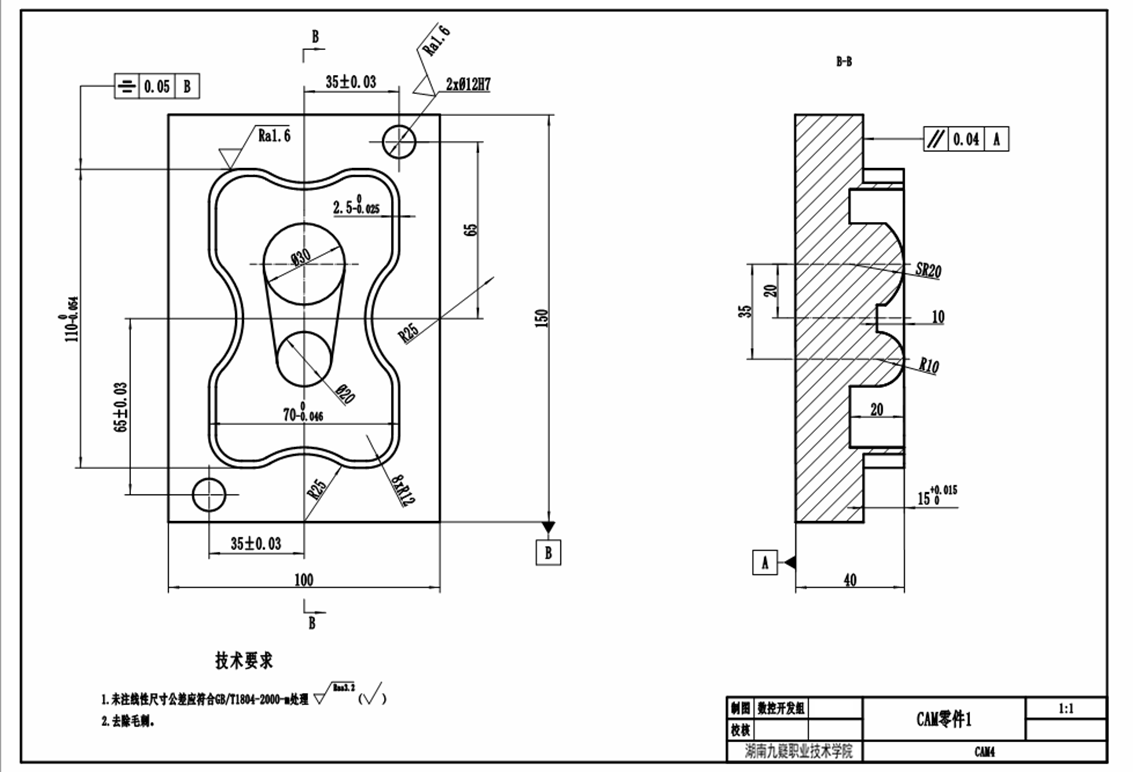 B
B-B
0.05 B
35±0.03
Ra1.6
2xØ12H7
Ra1.6
0.04 A
2.5 0 -0.025
65
Ø30
110 0 -0.054
150
R25
SR20
20
35
10
R10
Ø20
65±0.03
70 0 -0.046
20
R25
8xR12
15 +0.015 0
35±0.03
B
A
100
40
B
技术要求
1.未注线性尺寸公差应符合GB/T1804-2000-m处理 ( )
2.去除毛刺。
制图 数控开发组 CAM零件1 1:1
校核
湖南九嶷职业技术学院 CAM4